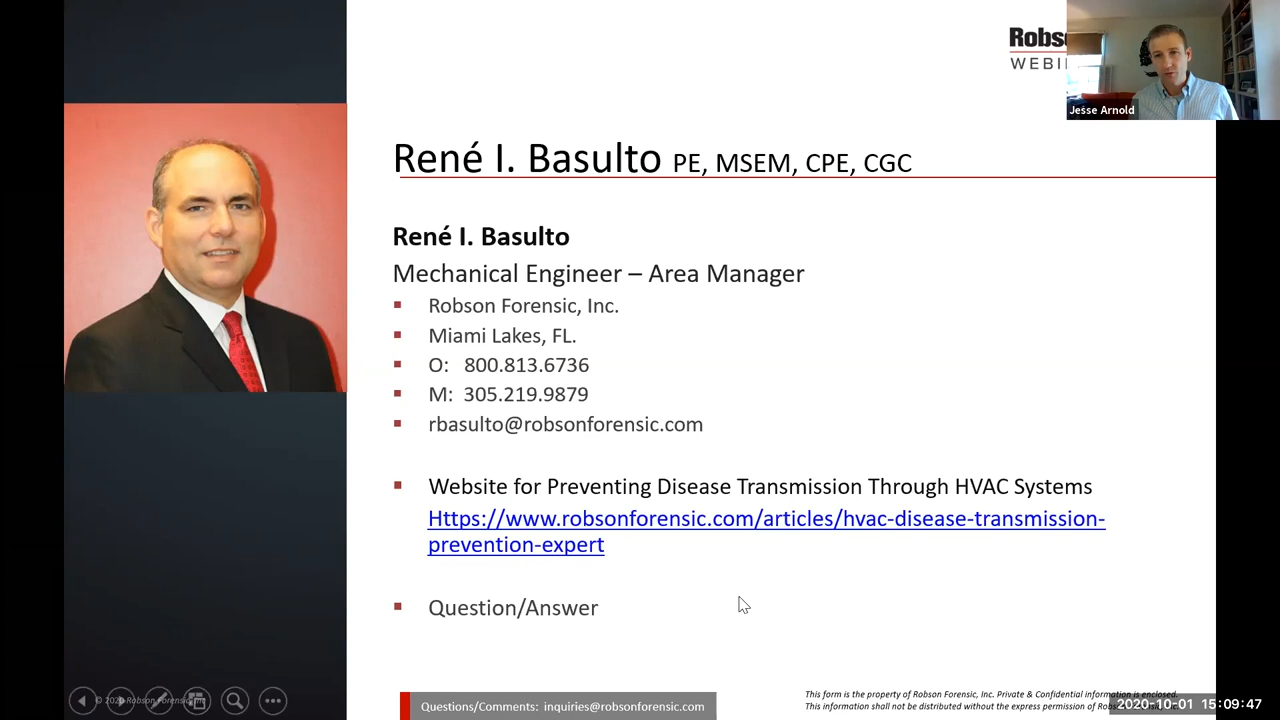 Robs
WEBI
Jesse Arnold
René I. Basulto PE, MSEM, CPE, CGC
René I. Basulto
Mechanical Engineer – Area Manager
Robson Forensic, Inc.
Miami Lakes, FL.
O: 800.813.6736
M: 305.219.9879
rbasulto@robsonforensic.com
Website for Preventing Disease Transmission Through HVAC Systems
Https://www.robsonforensic.com/articles/hvac-disease-transmission-
prevention-expert
Question/Answer
© 2020 Robson Forensic
Questions/Comments: inquiries@robsonforensic.com
This form is the property of Robson Forensic, Inc. Private & Confidential information is enclosed.
This information shall not be distributed without the express permission of
2020-10-01 15:09:47